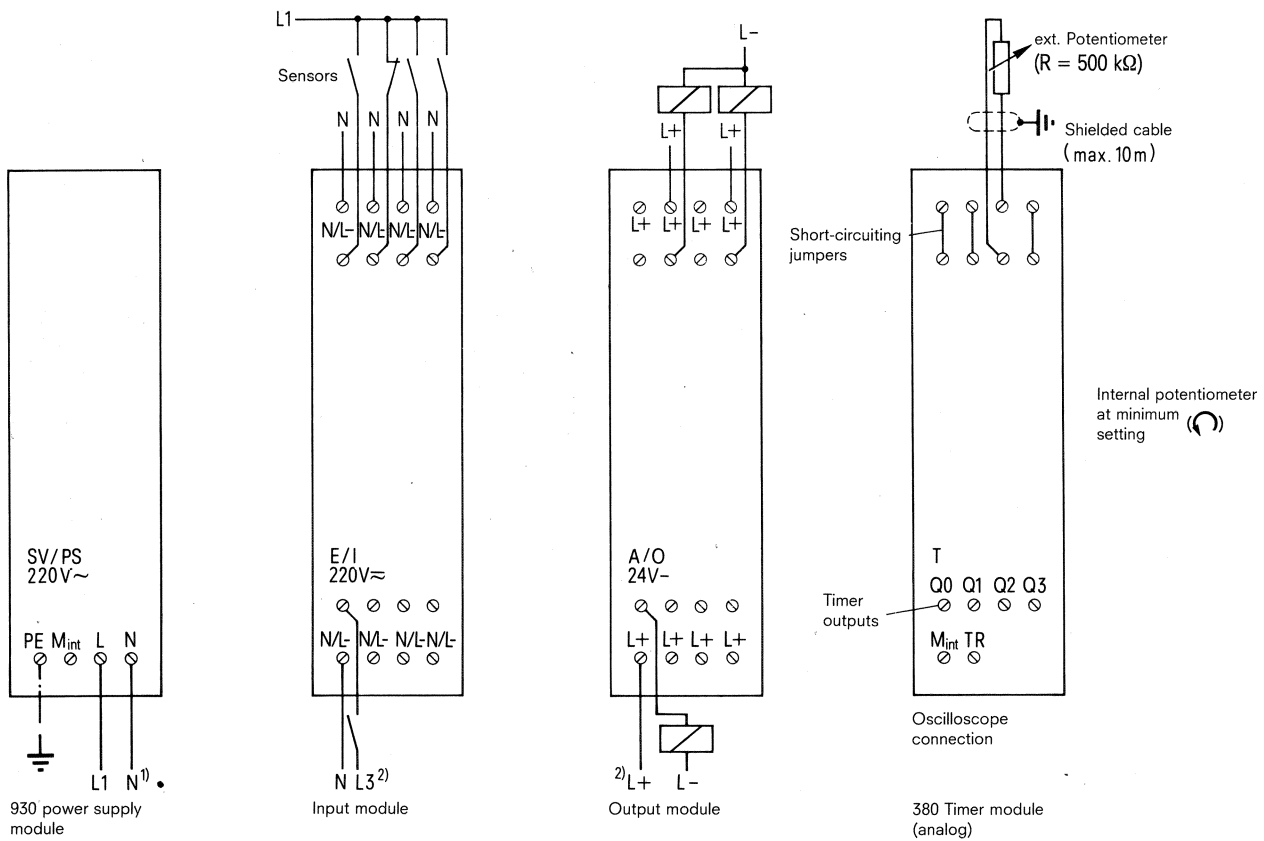 L1
Sensors
N N N N
N/L- N/L- N/L- N/L-
L-
L+ L+
L+ L+ L+ L+
ext. Potentiometer
(R = 500 kΩ)
Shielded cable
(max. 10m)
Short-circuiting
jumpers
Internal potentiometer
at minimum
setting
SV/PS
220V~
PE Mint L N
L1 N1)
930 power supply
module
E/I
220V≂
N/L- N/L- N/L- N/L-
N L3 2)
Input module
A/O
24V-
L+ L+ L+ L+
2) L+ L-
Output module
T
Q0 Q1 Q2 Q3
Timer
outputs
Mint TR
Oscilloscope
connection
380 Timer module
(analog)